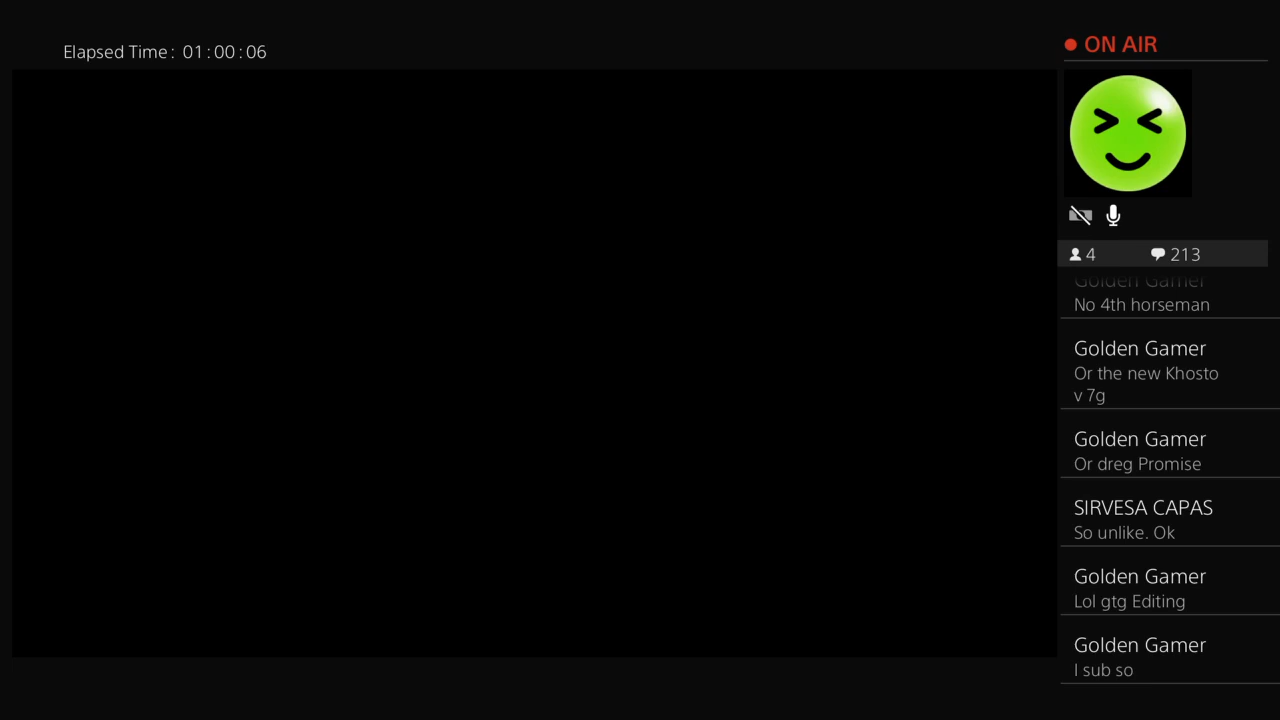 Elapsed Time: 01:00:06
ON AIR
4 213
Golden Gamer
No 4th horseman
Golden Gamer
Or the new Khosto
v 7g
Golden Gamer
Or dreg Promise
SIRVESA CAPAS
So unlike. Ok
Golden Gamer
Lol gtg Editing
Golden Gamer
I sub so